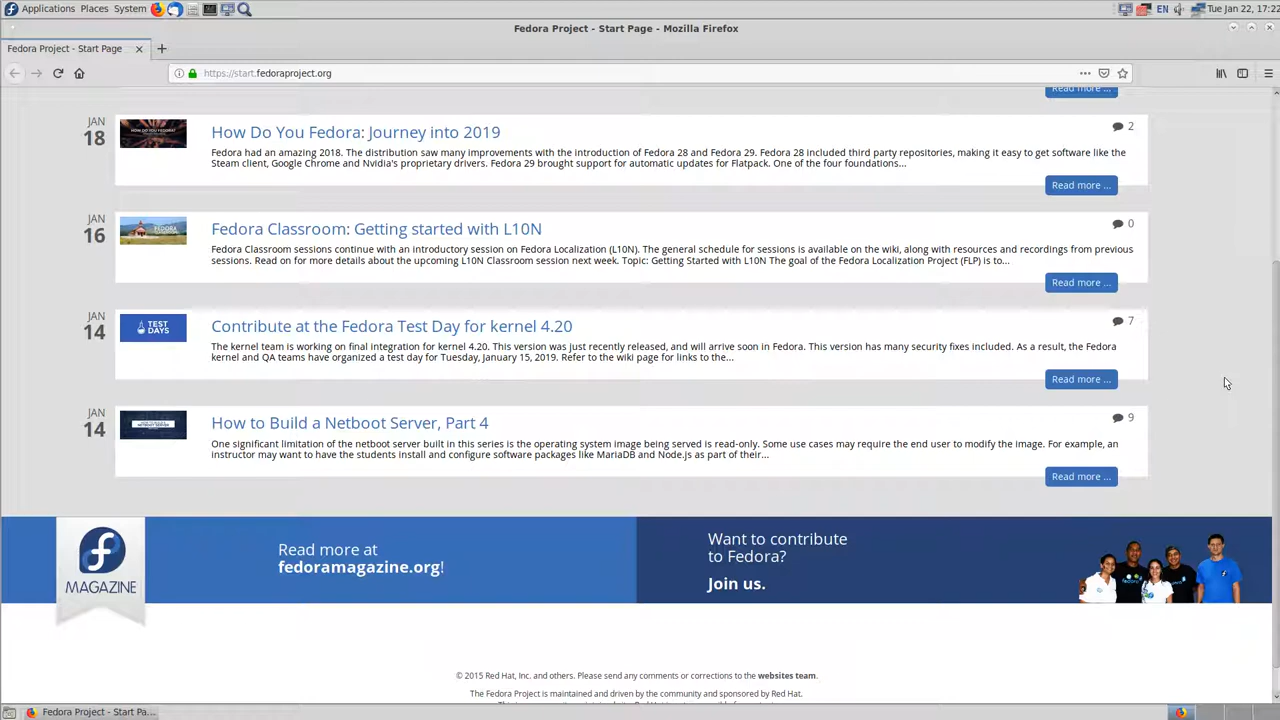 Applications Places System
EN
Tue Jan 22, 17:22
Fedora Project - Start Page - Mozilla Firefox
Fedora Project - Start Page
https://start.fedoraproject.org
Read more ...
JAN
18
How Do You Fedora: Journey into 2019
2
Fedora had an amazing 2018. The distribution saw many improvements with the introduction of Fedora 28 and Fedora 29. Fedora 28 included third party repositories, making it easy to get software like the
Steam client, Google Chrome and Nvidia's proprietary drivers. Fedora 29 brought support for automatic updates for Flatpack. One of the four foundations...
Read more ...
JAN
16
Fedora Classroom: Getting started with L10N
0
Fedora Classroom sessions continue with an introductory session on Fedora Localization (L10N). The general schedule for sessions is available on the wiki, along with resources and recordings from previous
sessions. Read on for more details about the upcoming L10N Classroom session next week. Topic: Getting Started with L10N The goal of the Fedora Localization Project (FLP) is to...
Read more ...
JAN
14
TEST
DAYS
Contribute at the Fedora Test Day for kernel 4.20
7
The kernel team is working on final integration for kernel 4.20. This version was just recently released, and will arrive soon in Fedora. This version has many security fixes included. As a result, the Fedora
kernel and QA teams have organized a test day for Tuesday, January 15, 2019. Refer to the wiki page for links to the...
Read more ...
JAN
14
How to Build a Netboot Server, Part 4
9
One significant limitation of the netboot server built in this series is the operating system image being served is read-only. Some use cases may require the end user to modify the image. For example, an
instructor may want to have the students install and configure software packages like MariaDB and Node.js as part of their...
Read more ...
MAGAZINE
Read more at
fedoramagazine.org!
Want to contribute
to Fedora?
Join us.
© 2015 Red Hat, Inc. and others. Please send any comments or corrections to the websites team.
The Fedora Project is maintained and driven by the community and sponsored by Red Hat.
Fedora Project - Start Pa...